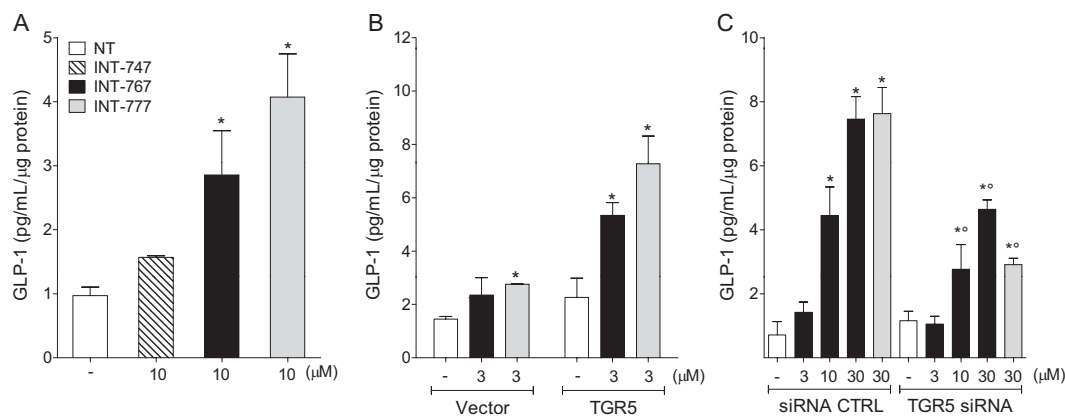 A
GLP-1 (pg/mL/µg protein)
5
4
3
2
1
0
NT
INT-747
INT-767
INT-777
*
*
- 10 10 10 (µM)
B
GLP-1 (pg/mL/µg protein)
12
10
8
6
4
2
0
*
*
*
- 3 3 - 3 3 (µM)
Vector TGR5
C
GLP-1 (pg/mL/µg protein)
10
8
6
4
2
*
*
*
*°
*°
*°
- 3 10 30 30 - 3 10 30 30 (µM)
siRNA CTRL TGR5 siRNA